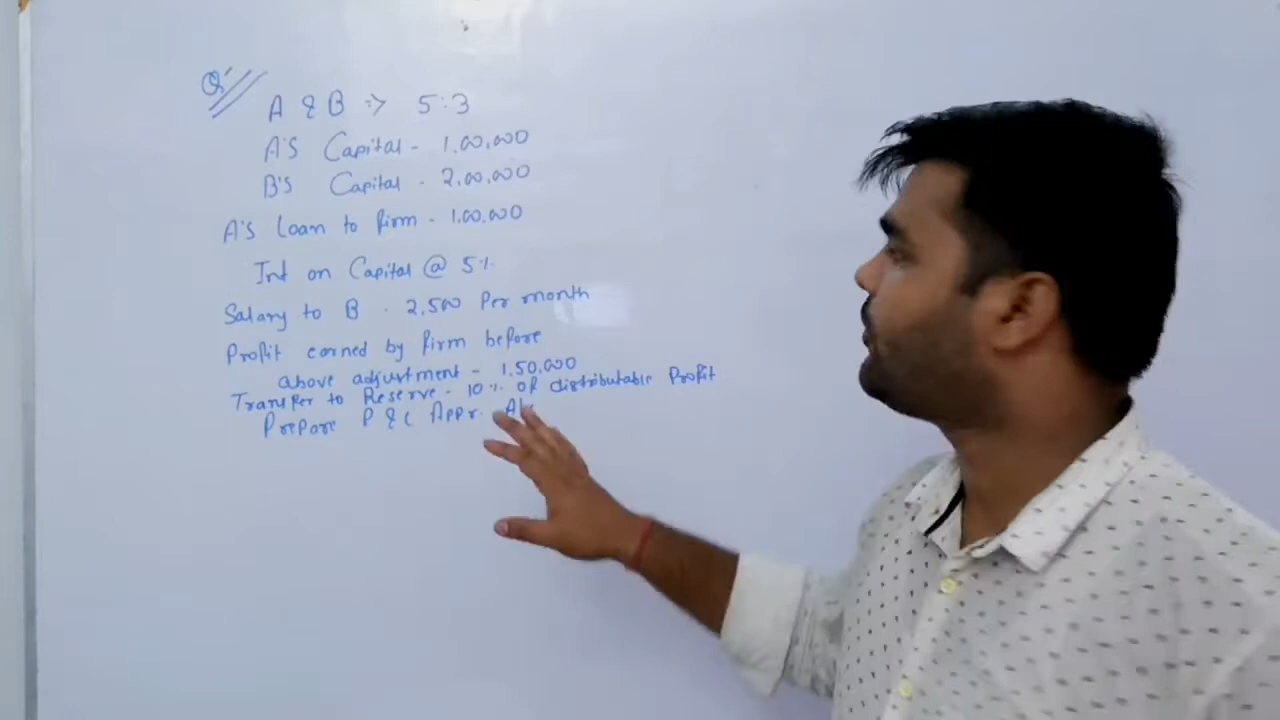 Q'
A & B => 5:3
A'S Capital - 1,00,000
B'S Capital - 2,00,000
A'S Loan to firm - 1,00,000
Int on Capital @ 5%
Salary to B - 2,500 Per month
Profit earned by firm before
above adjustment - 1,50,000
Transfer to Reserve - 10% of distributable Profit
Prepare P & L Appr.